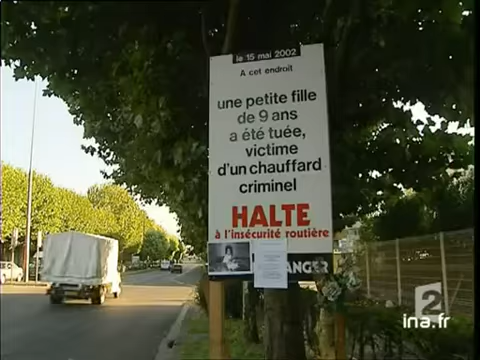 le 15 mai 2002
A cet endroit
une petite fille
de 9 ans
a été tuée,
victime
d'un chauffard
criminel
HALTE
à l'insécurité routière
ANGER
2
ina.fr